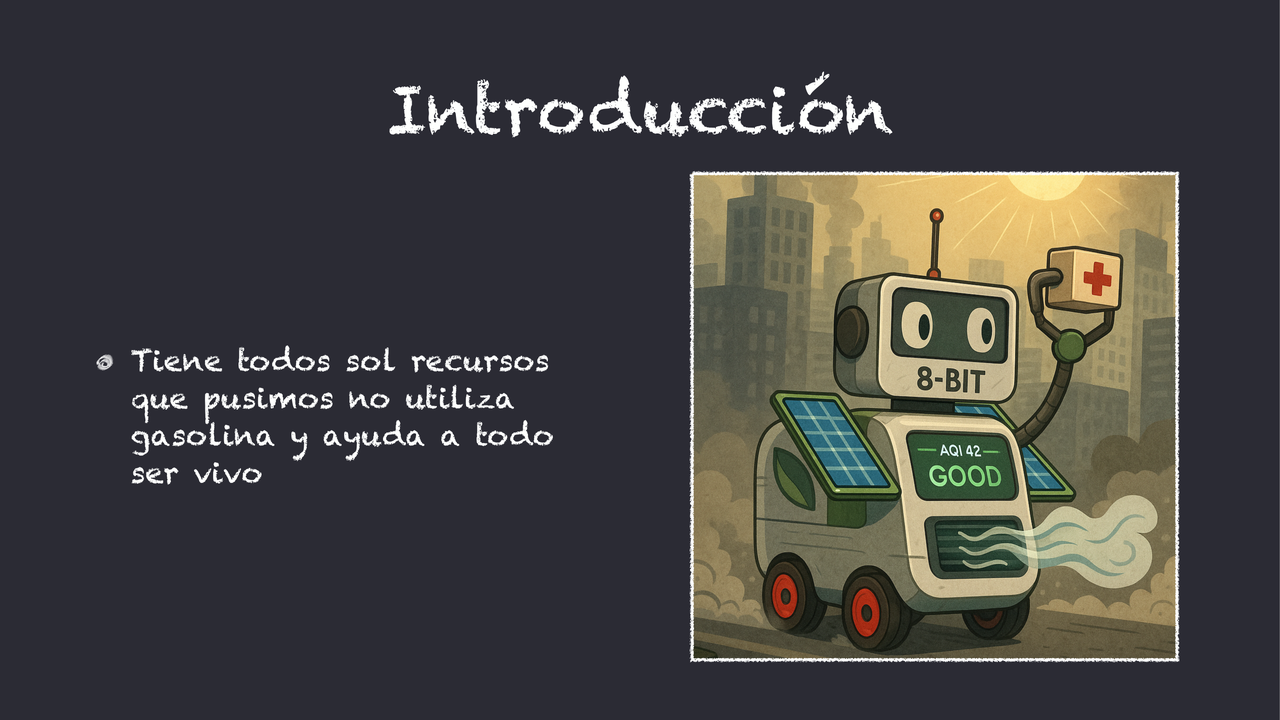 Introducción
Tiene todos sol recursos
que pusimos no utiliza
gasolina y ayuda a todo
ser vivo
8-BIT
AQI 42
GOOD